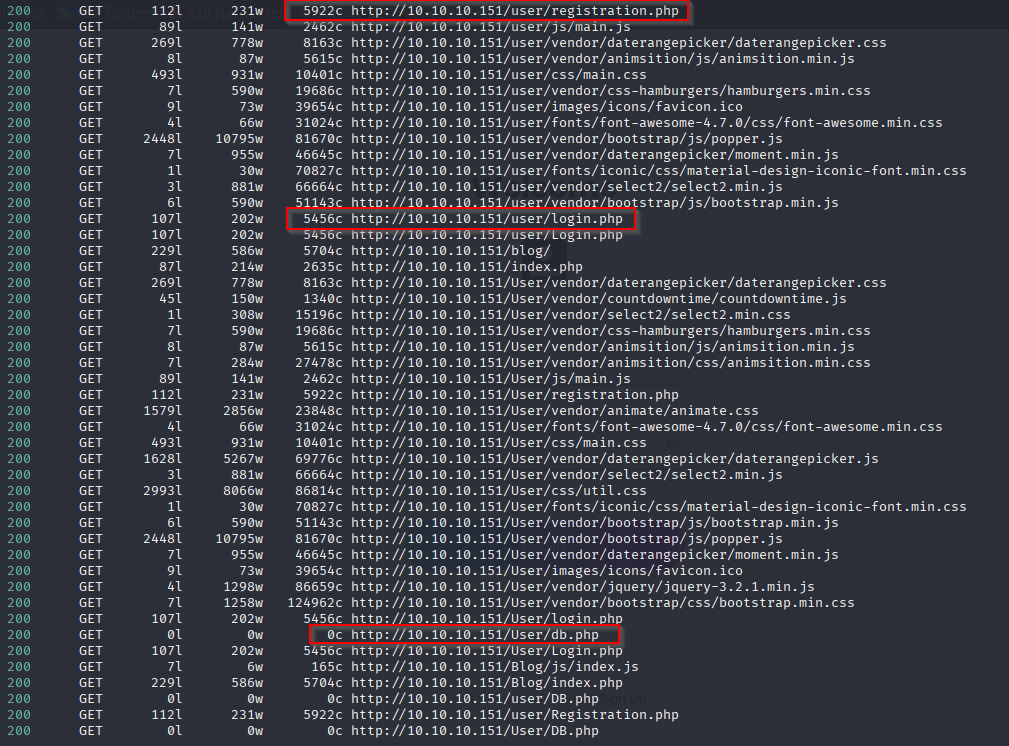 200 GET 112l 231w 5922c http://10.10.10.151/user/registration.php
200 GET 89l 141w 2462c http://10.10.10.151/user/js/main.js
200 GET 269l 778w 8163c http://10.10.10.151/user/vendor/daterangepicker/daterangepicker.css
200 GET 8l 87w 5615c http://10.10.10.151/user/vendor/animsition/js/animsition.min.js
200 GET 493l 931w 10401c http://10.10.10.151/user/css/main.css
200 GET 7l 590w 19686c http://10.10.10.151/user/vendor/css-hamburgers/hamburgers.min.css
200 GET 9l 73w 39654c http://10.10.10.151/user/images/icons/favicon.ico
200 GET 4l 66w 31024c http://10.10.10.151/user/fonts/font-awesome-4.7.0/css/font-awesome.min.css
200 GET 2448l 10795w 81670c http://10.10.10.151/user/vendor/bootstrap/js/popper.js
200 GET 7l 955w 46645c http://10.10.10.151/user/vendor/daterangepicker/moment.min.js
200 GET 1l 30w 70827c http://10.10.10.151/user/fonts/iconic/css/material-design-iconic-font.min.css
200 GET 3l 881w 66664c http://10.10.10.151/user/vendor/select2/select2.min.js
200 GET 6l 590w 51143c http://10.10.10.151/user/vendor/bootstrap/js/bootstrap.min.js
200 GET 107l 202w 5456c http://10.10.10.151/user/login.php
200 GET 107l 202w 5456c http://10.10.10.151/user/Login.php
200 GET 229l 586w 5704c http://10.10.10.151/blog/
200 GET 87l 214w 2635c http://10.10.10.151/index.php
200 GET 269l 778w 8163c http://10.10.10.151/User/vendor/daterangepicker/daterangepicker.css
200 GET 45l 150w 1340c http://10.10.10.151/User/vendor/countdowntime/countdowntime.js
200 GET 1l 308w 15196c http://10.10.10.151/User/vendor/select2/select2.min.css
200 GET 7l 590w 19686c http://10.10.10.151/User/vendor/css-hamburgers/hamburgers.min.css
200 GET 8l 87w 5615c http://10.10.10.151/User/vendor/animsition/js/animsition.min.js
200 GET 7l 284w 27478c http://10.10.10.151/User/vendor/animsition/css/animsition.min.css
200 GET 89l 141w 2462c http://10.10.10.151/User/js/main.js
200 GET 112l 231w 5922c http://10.10.10.151/User/registration.php
200 GET 1579l 2856w 23848c http://10.10.10.151/User/vendor/animate/animate.css
200 GET 4l 66w 31024c http://10.10.10.151/User/fonts/font-awesome-4.7.0/css/font-awesome.min.css
200 GET 493l 931w 10401c http://10.10.10.151/User/css/main.css
200 GET 1628l 5267w 69776c http://10.10.10.151/User/vendor/daterangepicker/daterangepicker.js
200 GET 3l 881w 66664c http://10.10.10.151/User/vendor/select2/select2.min.js
200 GET 2993l 8066w 86814c http://10.10.10.151/User/css/util.css
200 GET 1l 30w 70827c http://10.10.10.151/User/fonts/iconic/css/material-design-iconic-font.min.css
200 GET 6l 590w 51143c http://10.10.10.151/User/vendor/bootstrap/js/bootstrap.min.js
200 GET 2448l 10795w 81670c http://10.10.10.151/User/vendor/bootstrap/js/popper.js
200 GET 7l 955w 46645c http://10.10.10.151/User/vendor/daterangepicker/moment.min.js
200 GET 9l 73w 39654c http://10.10.10.151/User/images/icons/favicon.ico
200 GET 4l 1298w 86659c http://10.10.10.151/User/vendor/jquery/jquery-3.2.1.min.js
200 GET 7l 1258w 124962c http://10.10.10.151/User/vendor/bootstrap/css/bootstrap.min.css
200 GET 107l 202w 5456c http://10.10.10.151/User/login.php
200 GET 0l 0w 0c http://10.10.10.151/User/db.php
200 GET 107l 202w 5456c http://10.10.10.151/User/Login.php
200 GET 7l 6w 165c http://10.10.10.151/Blog/js/index.js
200 GET 229l 586w 5704c http://10.10.10.151/Blog/index.php
200 GET 0l 0w 0c http://10.10.10.151/user/DB.php
200 GET 112l 231w 5922c http://10.10.10.151/user/Registration.php
200 GET 0l 0w 0c http://10.10.10.151/User/DB.php